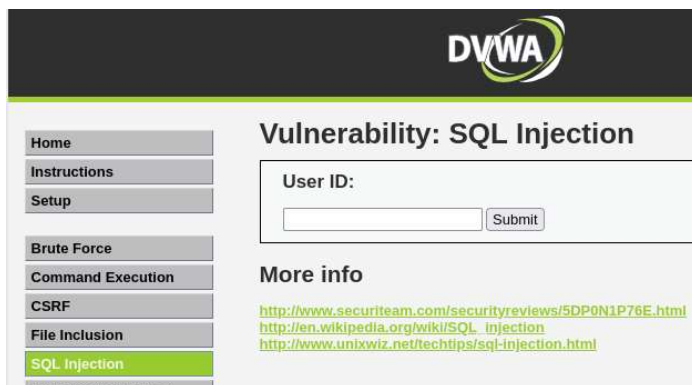 DVWA
Home
Instructions
Setup
Brute Force
Command Execution
CSRF
File Inclusion
SQL Injection
Vulnerability: SQL Injection
User ID:
Submit
More info
http://www.securiteam.com/securityreviews/5DP0N1P76E.html
http://en.wikipedia.org/wiki/SQL_injection
http://www.unixwiz.net/techtips/sql-injection.html